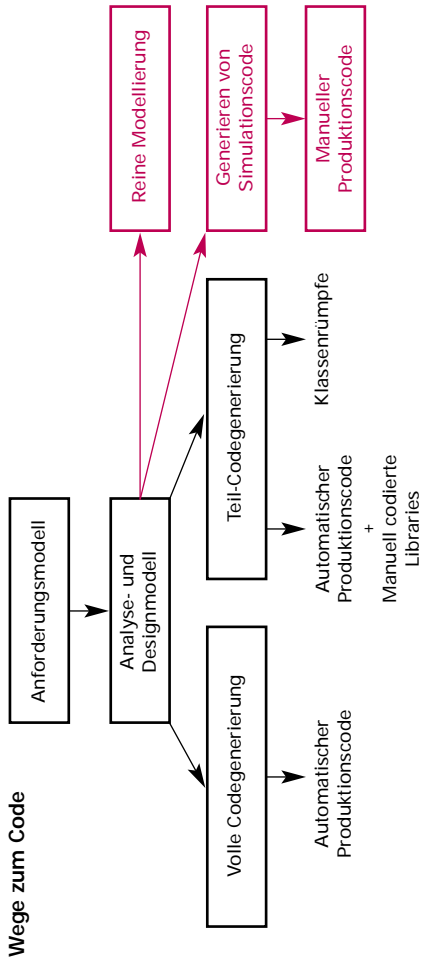 Wege zum Code
Anforderungsmodell
Analyse- und
Designmodell
Reine Modellierung
Volle Codegenerierung
Teil-Codegenerierung
Generieren von
Simulationscode
Automatischer
Produktionscode
Automatischer
Produktionscode
+
Manuell codierte
Libraries
Klassenrümpfe
Manueller
Produktionscode